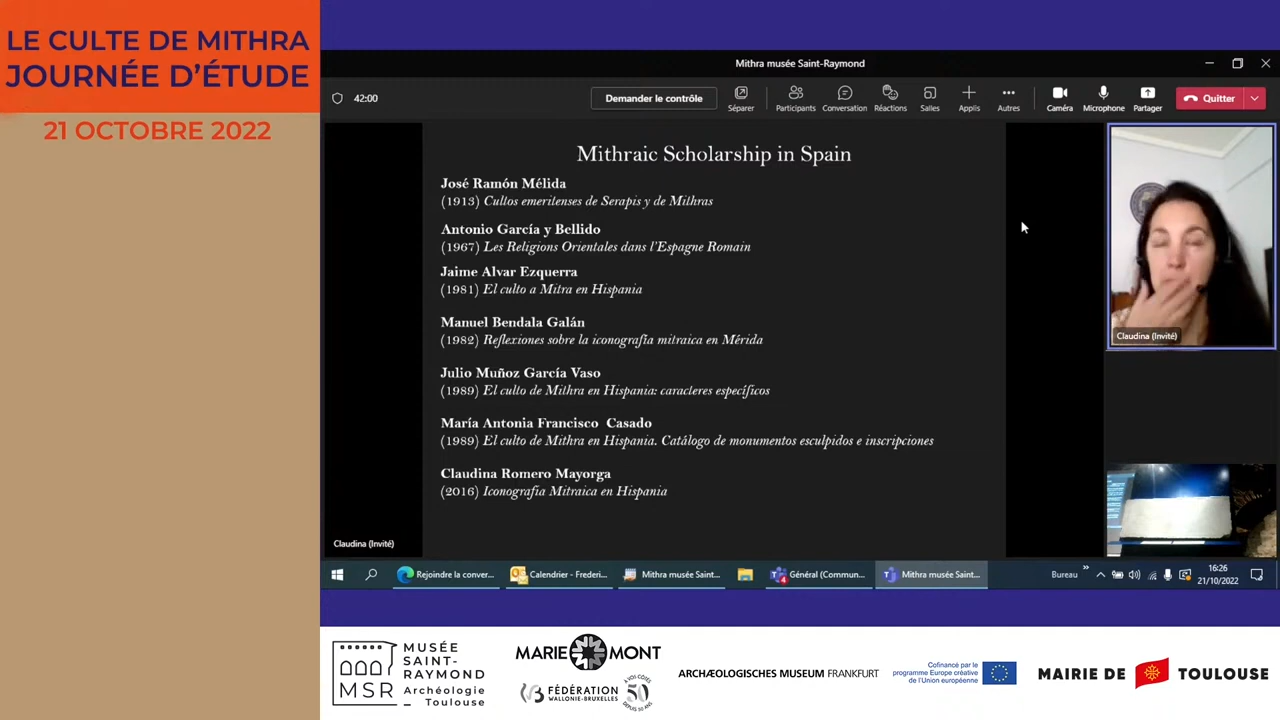 LE CULTE DE MITHRA
JOURNÉE D'ÉTUDE
21 OCTOBRE 2022
Mithra musée Saint-Raymond
42:00
Demander le contrôle
Séparer
Participants
Conversation
Réactions
Salles
Applis
Autres
Caméra
Microphone
Partager
Quitter
Mithraic Scholarship in Spain
José Ramón Mélida
(1913) Cultos emeritenses de Serapis y de Mithras
Antonio García y Bellido
(1967) Les Religions Orientales dans l'Espagne Romain
Jaime Alvar Ezquerra
(1981) El culto a Mitra en Hispania
Manuel Bendala Galán
(1982) Reflexiones sobre la iconografía mitraica en Mérida
Julio Muñoz García Vaso
(1989) El culto de Mithra en Hispania: caracteres específicos
María Antonia Francisco Casado
(1989) El culto de Mithra en Hispania. Catálogo de monumentos esculpidos e inscripciones
Claudina Romero Mayorga
(2016) Iconografía Mitraica en Hispania
Claudina (Invité)
Claudina (Invité)
Rejoindre la conver...
Calendrier - Frederi...
Mithra musée Saint...
Général (Commun...
Mithra musée Saint...
Bureau
16:26
21/10/2022
MSR
MUSÉE
SAINT-
RAYMOND
Archéologie
Toulouse
MARIEMONT
FÉDÉRATION
WALLONIE-BRUXELLES
À VOS CÔTÉS
50
DEPUIS 50 ANS
ARCHÆOLOGISCHES MUSEUM FRANKFURT
Cofinancé par le
programme Europe créative
de l'Union européenne
MAIRIE DE TOULOUSE